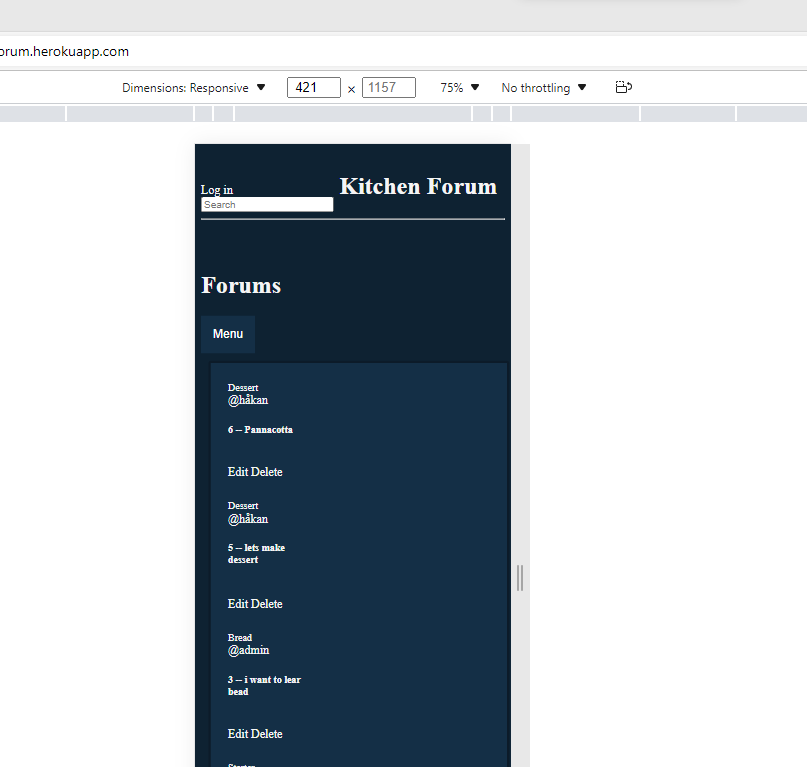 orum.herokuapp.com
Dimensions: Responsive 421 × 1157 75% No throttling
Kitchen Forum
Log in
Search
Forums
Menu
Dessert
@håkan
6 -- Pannacotta
Edit Delete
Dessert
@håkan
5 -- lets make
dessert
Edit Delete
Bread
@admin
3 -- i want to lear
bead
Edit Delete